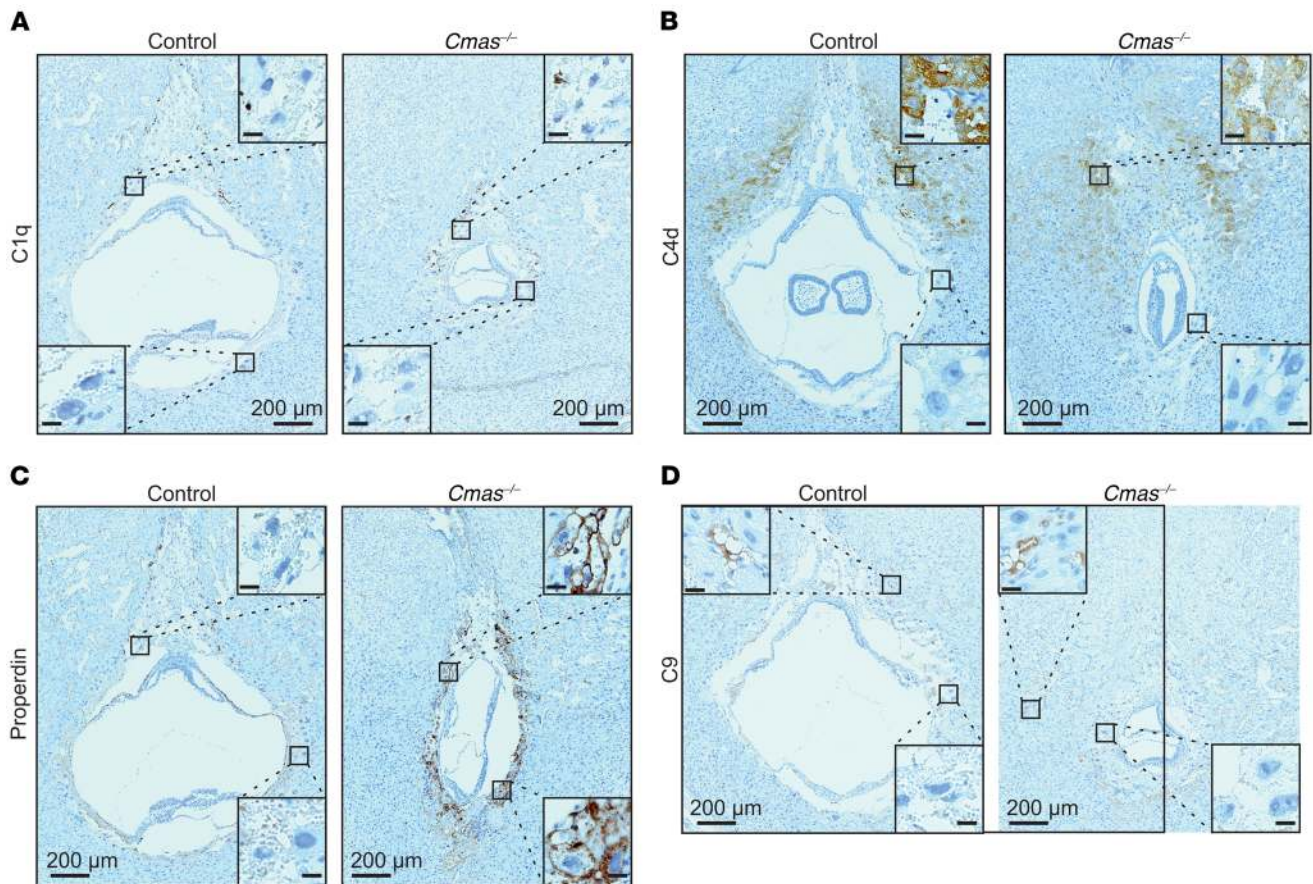 A
Control
Cmas⁻/⁻
C1q
200 µm
200 µm
B
Control
Cmas⁻/⁻
C4d
200 µm
200 µm
C
Control
Cmas⁻/⁻
Properdin
200 µm
200 µm
D
Control
Cmas⁻/⁻
C9
200 µm
200 µm